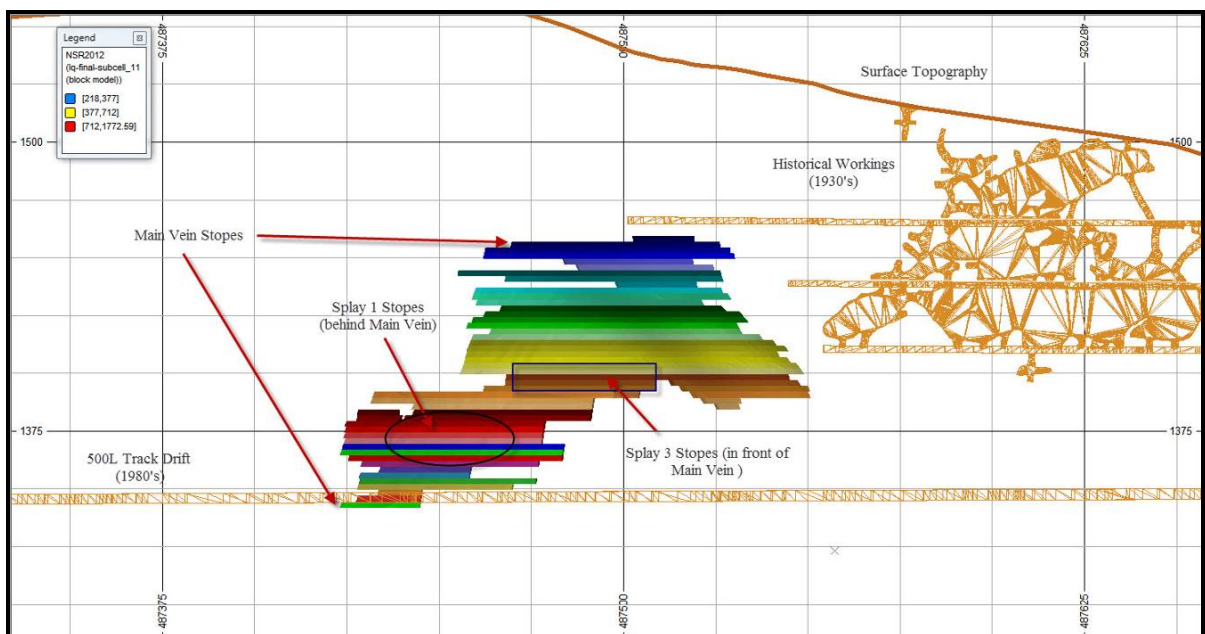 Legend
NSR2012
(lq-final-subcell_11
(block model))
[218,377]
[377,712]
[712,1772.59]
487375
487500
487625
Surface Topography
1500
1500
Historical Workings
(1930's)
Main Vein Stopes
Splay 1 Stopes
(behind Main Vein)
1375
1375
500L Track Drift
(1980's)
Splay 3 Stopes (in front of
Main Vein )
487375
487500
487625